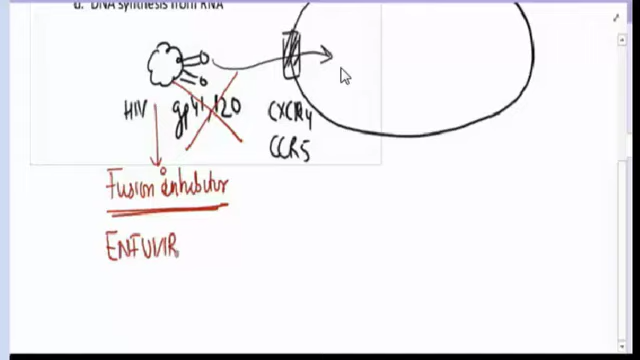 d. DNA synthesis from RNA
HIV gp41/120 CXCR4
CCR5
Fusion inhibitor
ENFUVIR